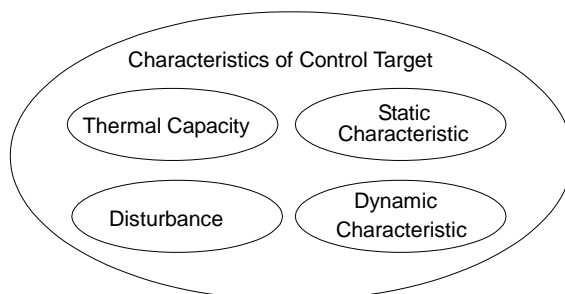 Characteristics of Control Target
Thermal Capacity
Static
Characteristic
Disturbance
Dynamic
Characteristic